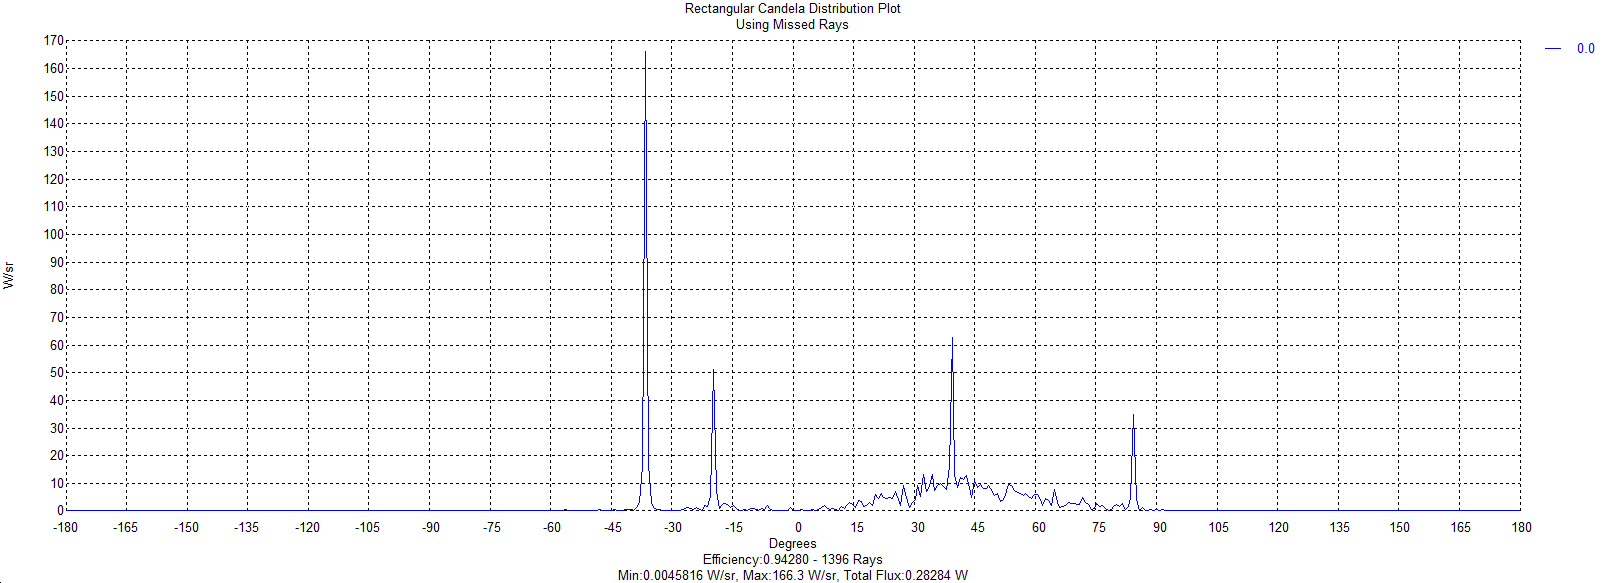 Rectangular Candela Distribution Plot
Using Missed Rays
0.0
170
160
150
140
130
120
110
100
90
80
70
60
50
40
30
20
10
0
W/sr
-180 -165 -150 -135 -120 -105 -90 -75 -60 -45 -30 -15 0 15 30 45 60 75 90 105 120 135 150 165 180
Degrees
Efficiency:0.94280 - 1396 Rays
Min:0.0045816 W/sr, Max:166.3 W/sr, Total Flux:0.28284 W